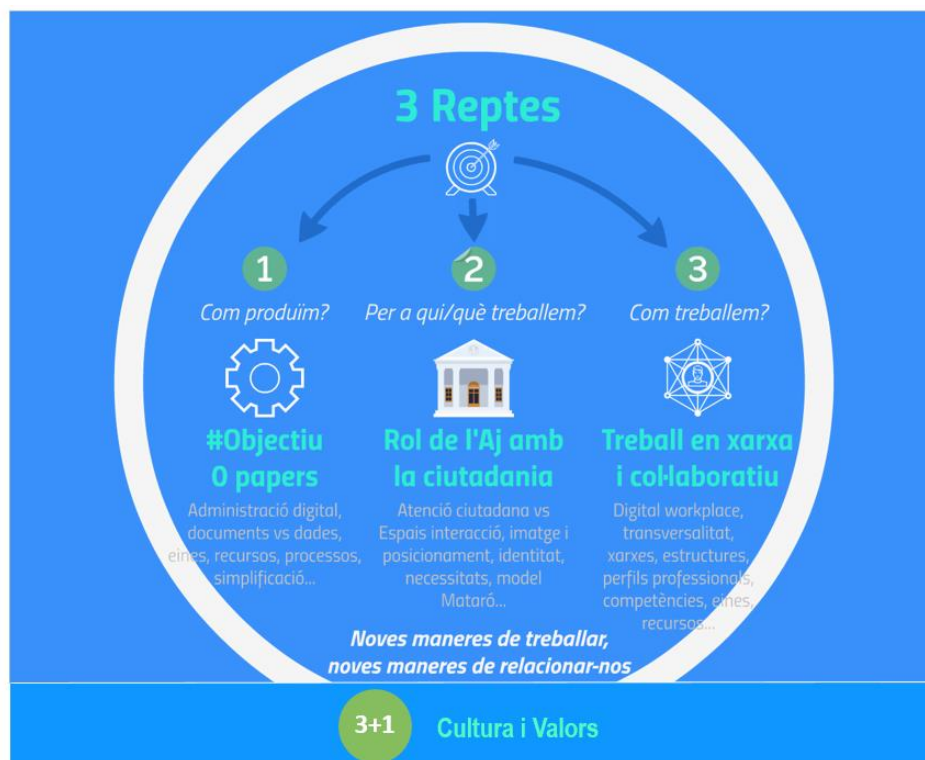 3 Reptes
1
Com produïm?
#Objectiu
0 papers
Administració digital,
documents vs dades,
eines, recursos, processos,
simplificació...
2
Per a qui/què treballem?
Rol de l'Aj amb
la ciutadania
Atenció ciutadana vs
Espais interacció, imatge i
posicionament, identitat,
necessitats, model
Mataró...
3
Com treballem?
Treball en xarxa
i col·laboratiu
Digital workplace,
transversalitat,
xarxes, estructures,
perfils professionals,
competències, eines,
recursos...
Noves maneres de treballar,
noves maneres de relacionar-nos
3+1
Cultura i Valors